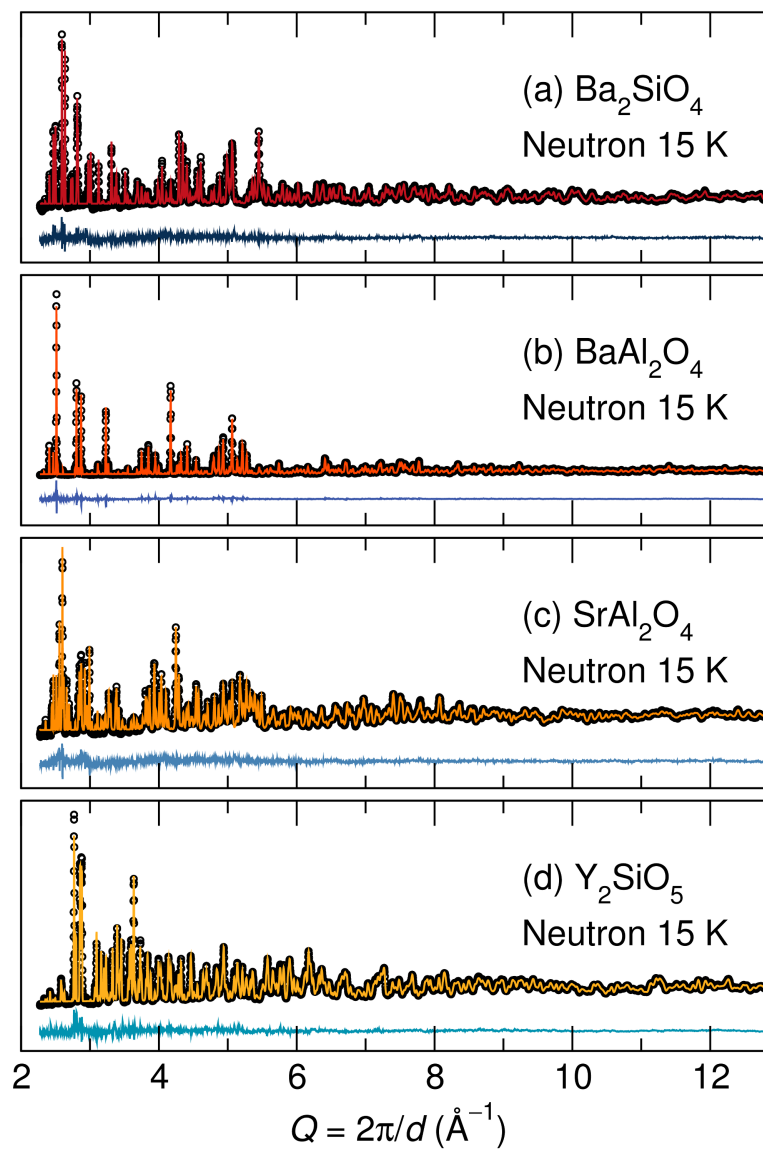 (a) Ba₂SiO₄
Neutron 15 K
(b) BaAl₂O₄
Neutron 15 K
(c) SrAl₂O₄
Neutron 15 K
(d) Y₂SiO₅
Neutron 15 K
2 4 6 8 10 12
Q = 2π/d (Å⁻¹)